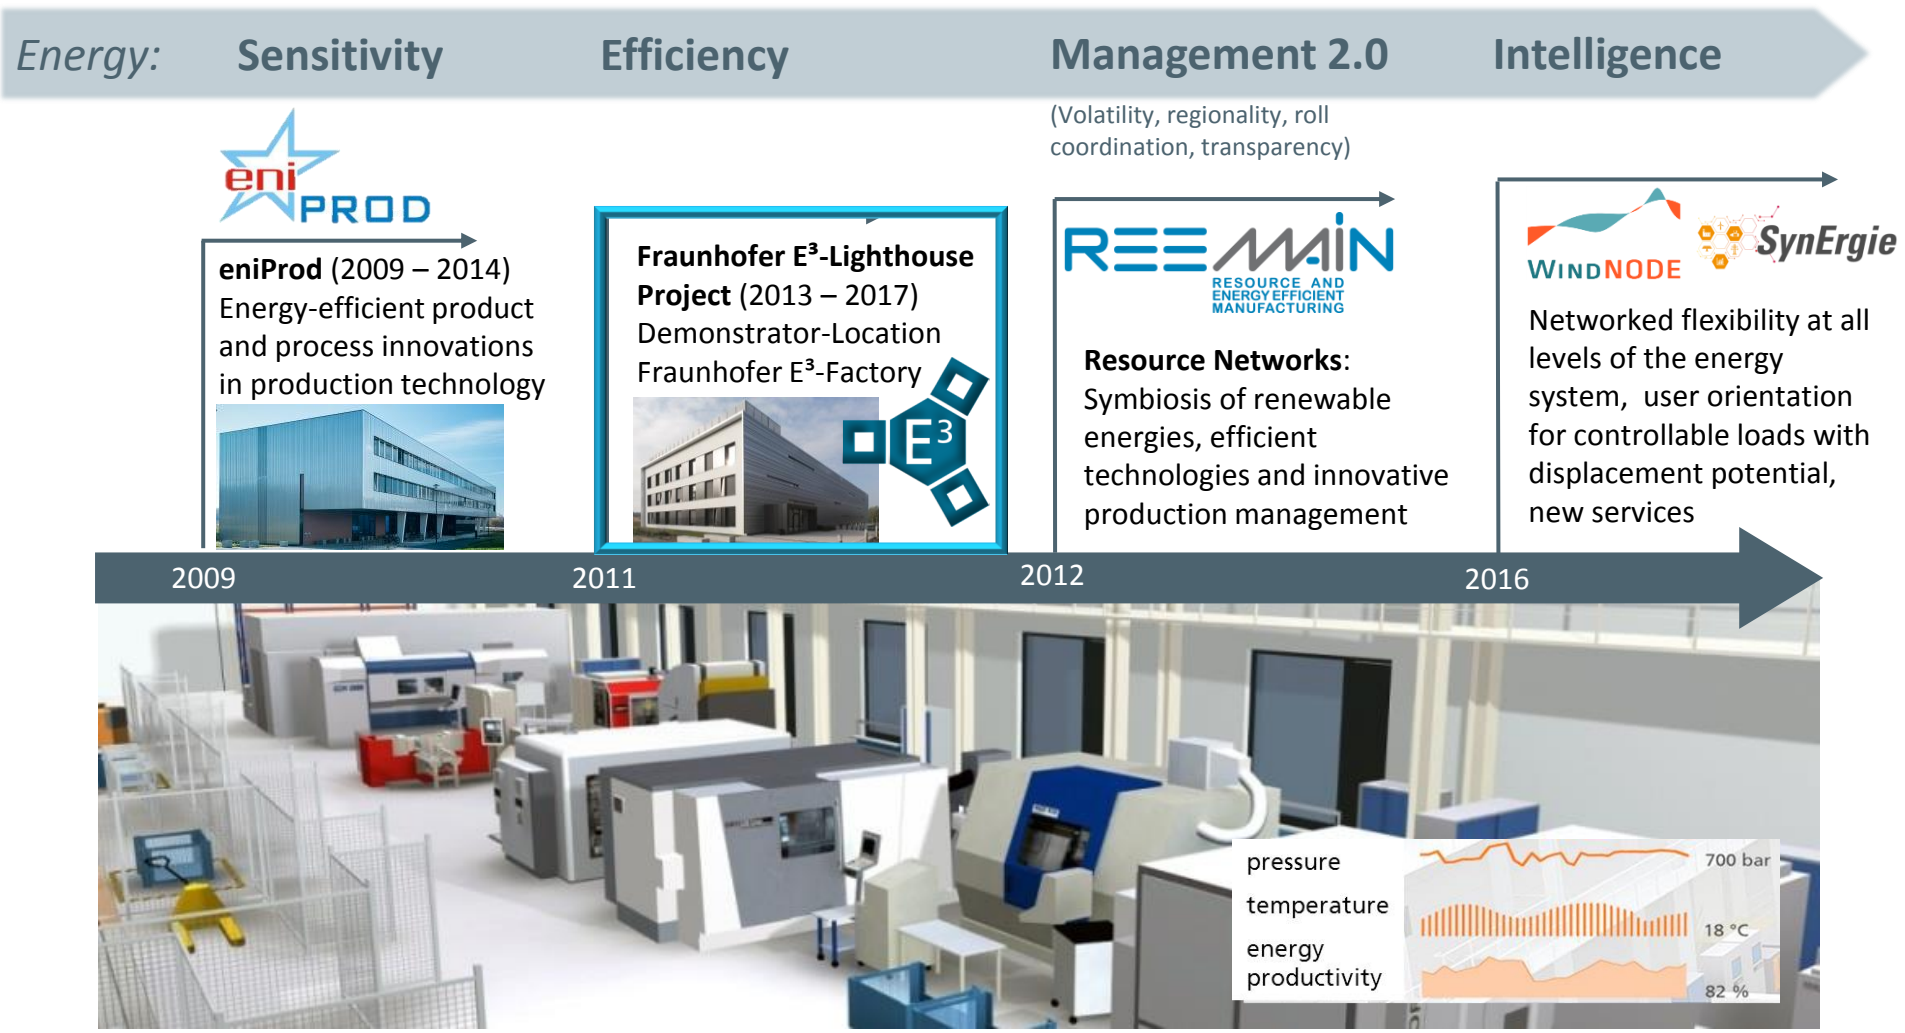 Energy: Sensitivity Efficiency Management 2.0 Intelligence
(Volatility, regionality, roll
coordination, transparency)
eni
PROD
eniProd (2009 – 2014)
Energy-efficient product
and process innovations
in production technology
Fraunhofer E³-Lighthouse
Project (2013 – 2017)
Demonstrator-Location
Fraunhofer E³-Factory
E³
REEMAIN
RESOURCE AND
ENERGY EFFICIENT
MANUFACTURING
Resource Networks:
Symbiosis of renewable
energies, efficient
technologies and innovative
production management
WINDNODE
SynErgie
Networked flexibility at all
levels of the energy
system, user orientation
for controllable loads with
displacement potential,
new services
2009 2011 2012 2016
pressure 700 bar
temperature 18 °C
energy
productivity 82 %